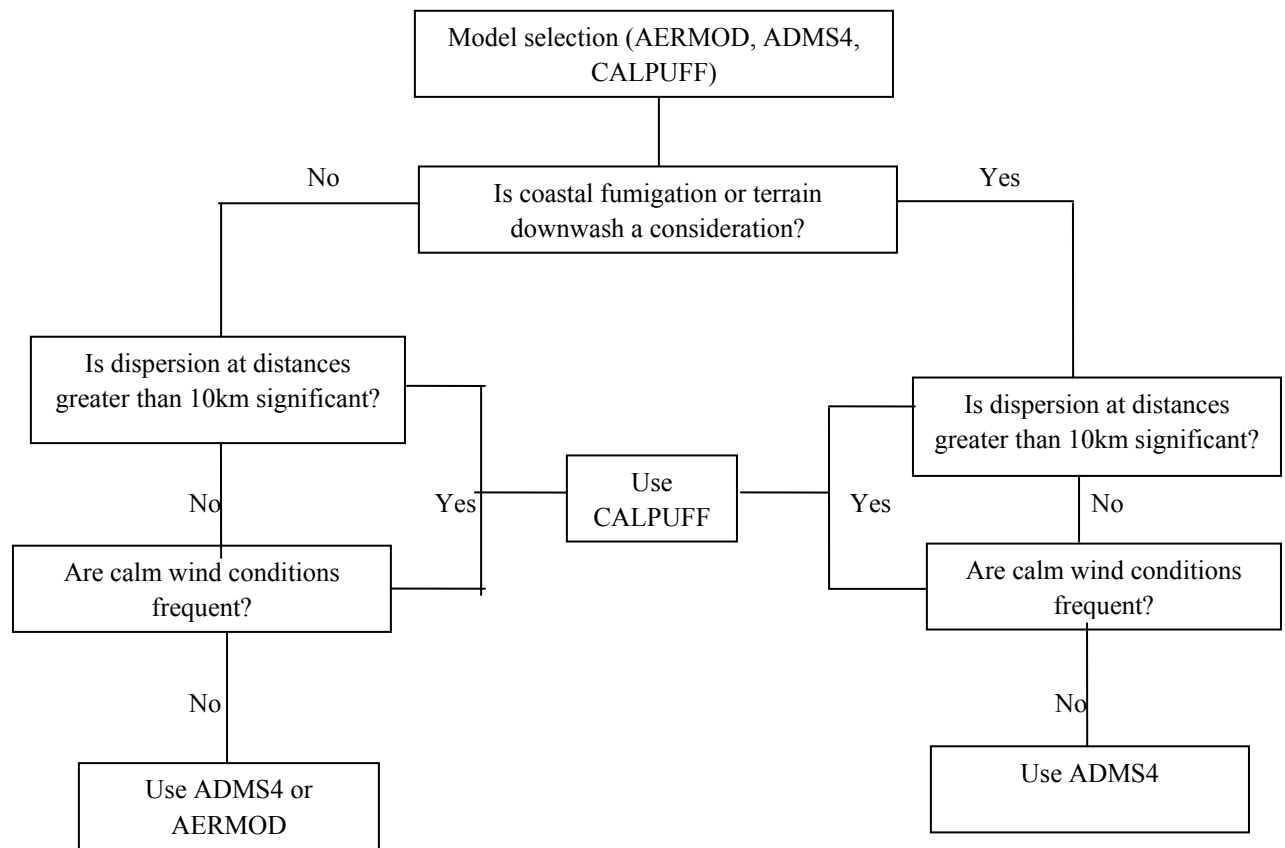 Model selection (AERMOD, ADMS4,
CALPUFF)
No
Is coastal fumigation or terrain
downwash a consideration?
Yes
Is dispersion at distances
greater than 10km significant?
Is dispersion at distances
greater than 10km significant?
No
Yes
Use
CALPUFF
Yes
No
Are calm wind conditions
frequent?
Are calm wind conditions
frequent?
No
No
Use ADMS4 or
AERMOD
Use ADMS4